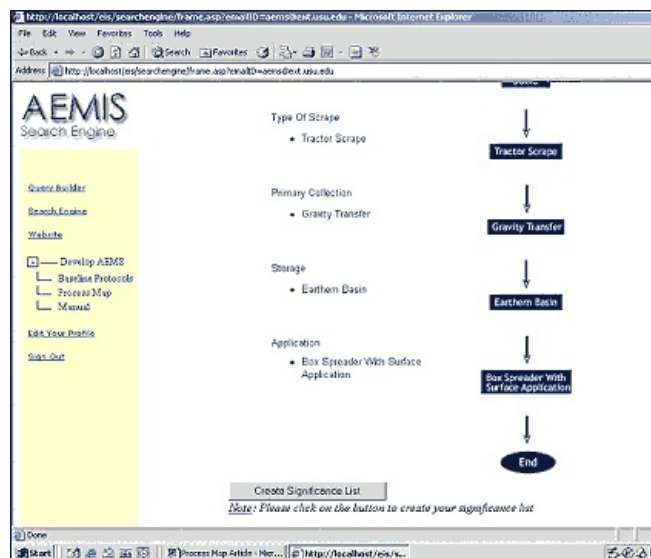 http://localhost/eis/searchengine/frame.asp?emailID=aems@ext.usu.edu - Microsoft Internet Explorer
File Edit View Favorites Tools Help
Back Search Favorites
Address http://localhost/eis/searchengine/frame.asp?emailID=aems@ext.usu.edu
AEMIS
Search Engine
Query Builder
Search Engine
Website
Develop AEMS
Baseline Protocols
Process Map
Manual
Edit Your Profile
Sign Out
Type Of Scrape
• Tractor Scrape
Primary Collection
• Gravity Transfer
Storage
• Earthern Basin
Application
• Box Spreader With Surface
Application
Tractor Scrape
Gravity Transfer
Earthern Basin
Box Spreader With
Surface Application
End
Create Significance List
Note: Please click on the button to create your significance list
Done
Start Process Map Article - Mer... http://localhost/eis/s...